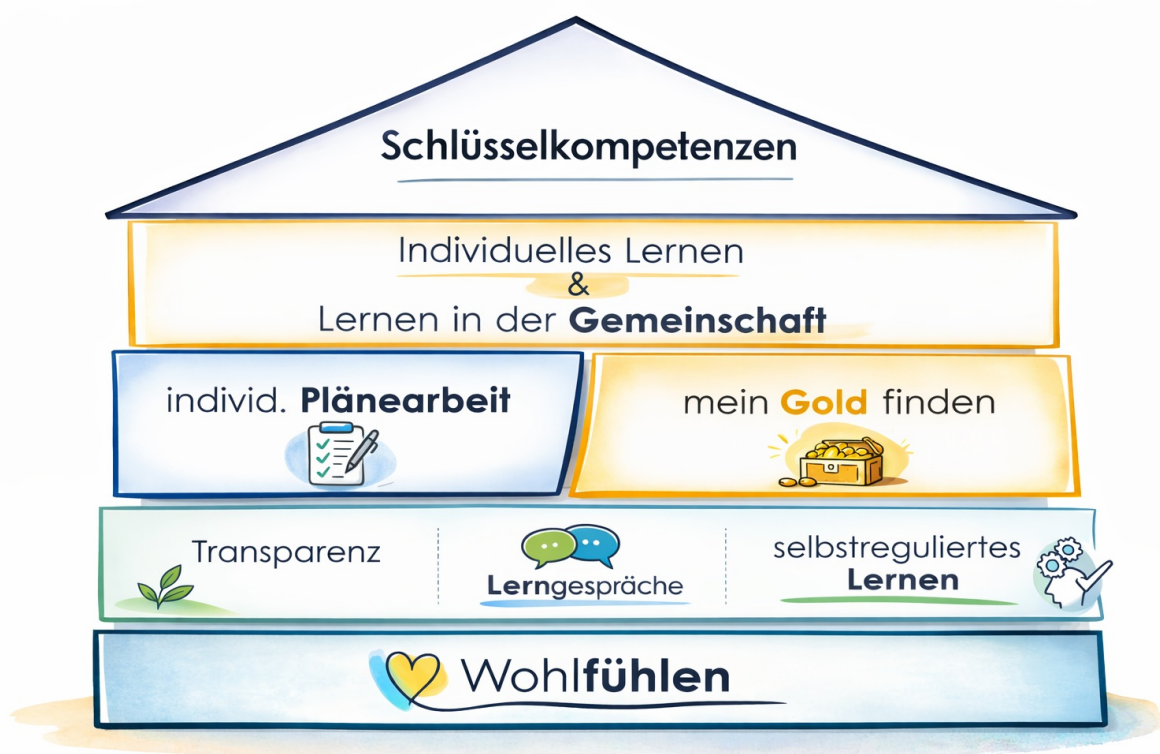 Schlüsselkompetenzen
Individuelles Lernen
&
Lernen in der Gemeinschaft
individ. Plänearbeit
mein Gold finden
Transparenz
Lerngespräche
selbstreguliertes
Lernen
Wohlfühlen